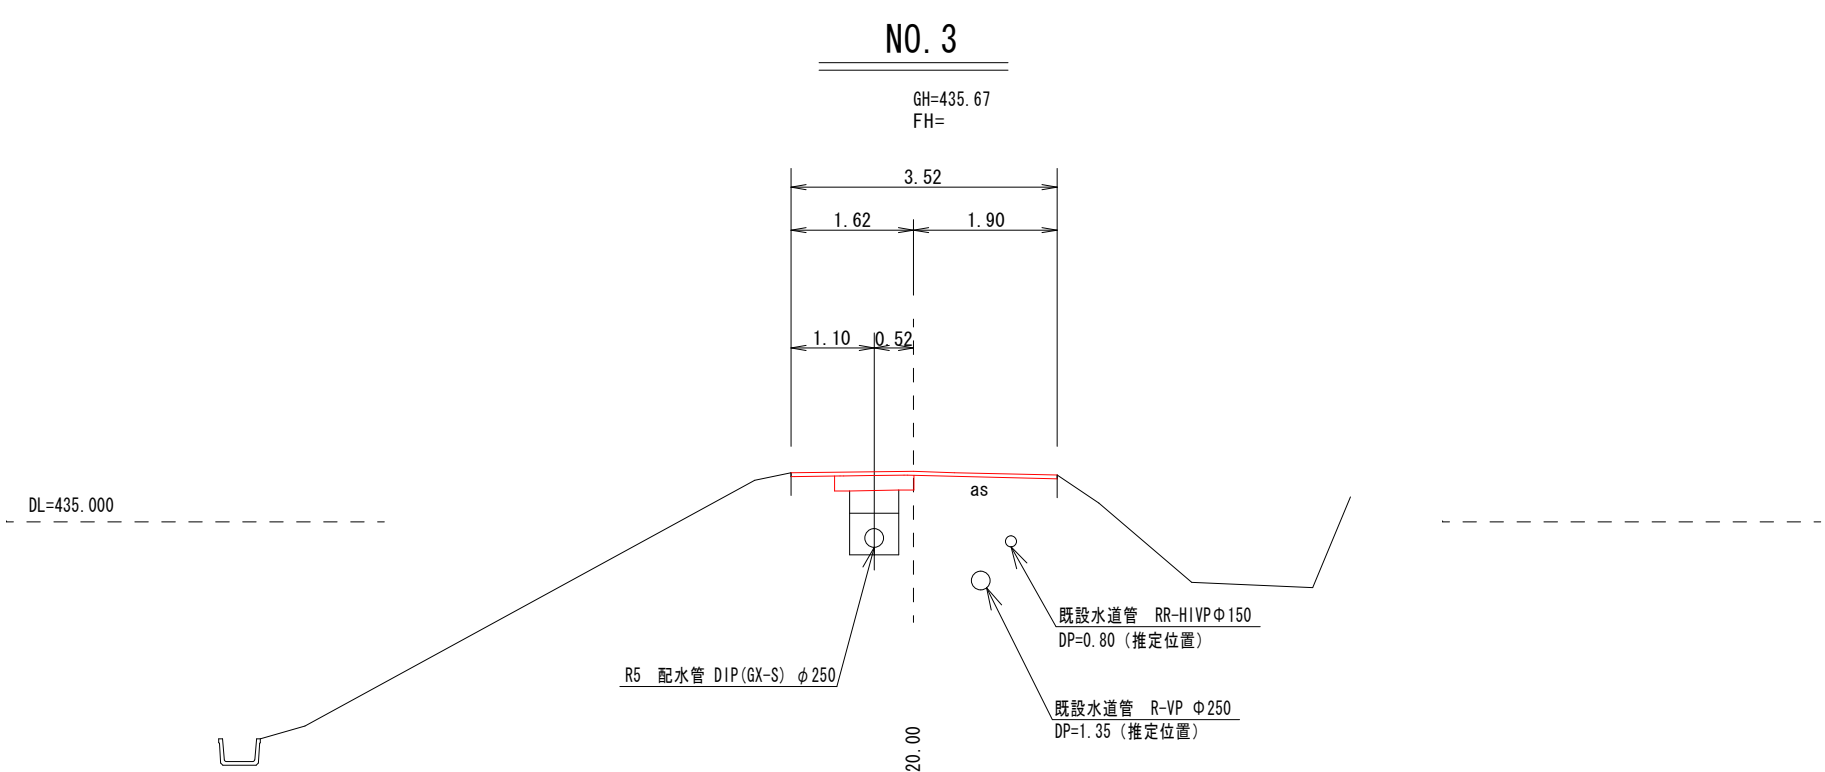 NO.3
GH=435.67
FH=
3.52
1.62
1.90
1.10
0.52
DL=435.000
as
既設水道管 RR-HIVPΦ150
DP=0.80 (推定位置)
R5 配水管 DIP(GX-S) φ250
既設水道管 R-VP Φ250
DP=1.35 (推定位置)
20.00